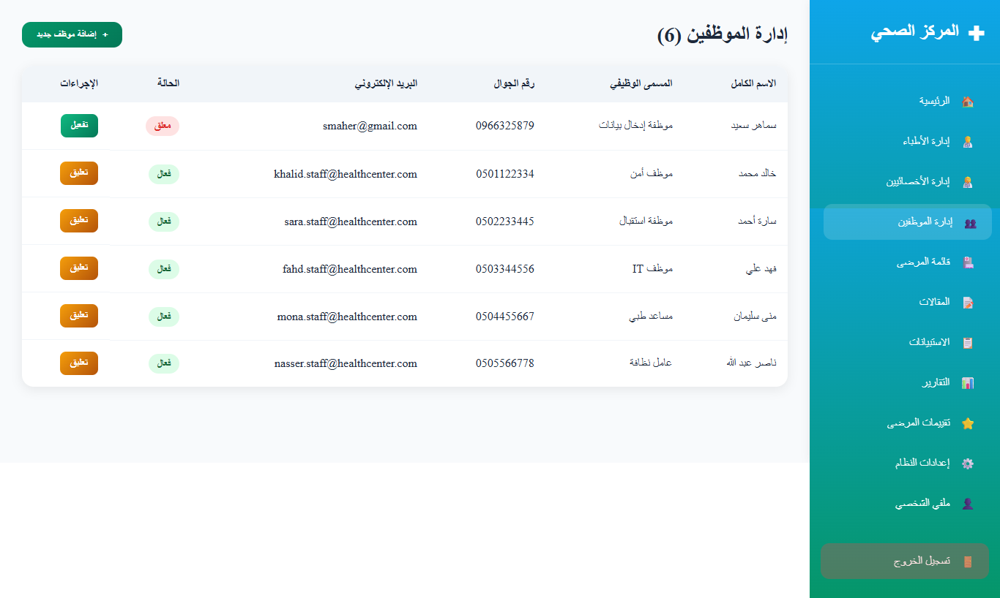 المركز الصحي
الرئيسية
إدارة الأطباء
إدارة الأخصائيين
إدارة الموظفين
قائمة المرضى
المقالات
الاستبيانات
التقارير
تقييمات المرضى
إعدادات النظام
ملفي الشخصي
تسجيل الخروج
إدارة الموظفين (6)
+ إضافة موظف جديد
الاسم الكامل المسمى الوظيفي رقم الجوال البريد الإلكتروني الحالة الإجراءات
سماهر سعيد موظفة إدخال بيانات 0966325879 smaher@gmail.com معلق تفعيل
خالد محمد موظف أمن 0501122334 khalid.staff@healthcenter.com فعال تعليق
سارة أحمد موظفة استقبال 0502233445 sara.staff@healthcenter.com فعال تعليق
فهد علي موظف IT 0503344556 fahd.staff@healthcenter.com فعال تعليق
منى سليمان مساعد طبي 0504455667 mona.staff@healthcenter.com فعال تعليق
ناصر عبد الله عامل نظافة 0505566778 nasser.staff@healthcenter.com فعال تعليق